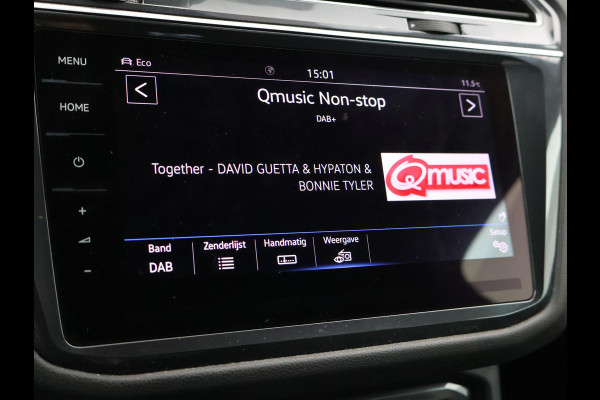 MENU
HOME
+
-
Eco
15:01
11.5°C
<
Qmusic Non-stop
>
DAB+
Together - DAVID GUETTA & HYPATON &
BONNIE TYLER
Qmusic
Band
DAB
Zenderlijst
Handmatig
Weergave
Setup